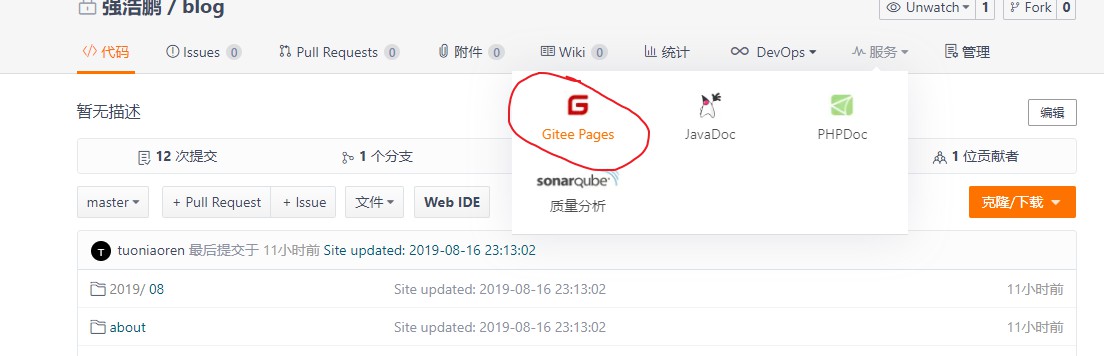 强浩鹏 / blog
Unwatch 1 Fork 0
代码 Issues 0 Pull Requests 0 附件 0 Wiki 0 统计 DevOps 服务 管理
暂无描述
编辑
Gitee Pages JavaDoc PHPDoc
12 次提交 1 个分支 1 位贡献者
sonarqube
质量分析
master + Pull Request + Issue 文件 Web IDE 克隆/下载
T tuoniaoren 最后提交于 11小时前 Site updated: 2019-08-16 23:13:02
2019/ 08 Site updated: 2019-08-16 23:13:02 11小时前
about Site updated: 2019-08-16 23:13:02 11小时前